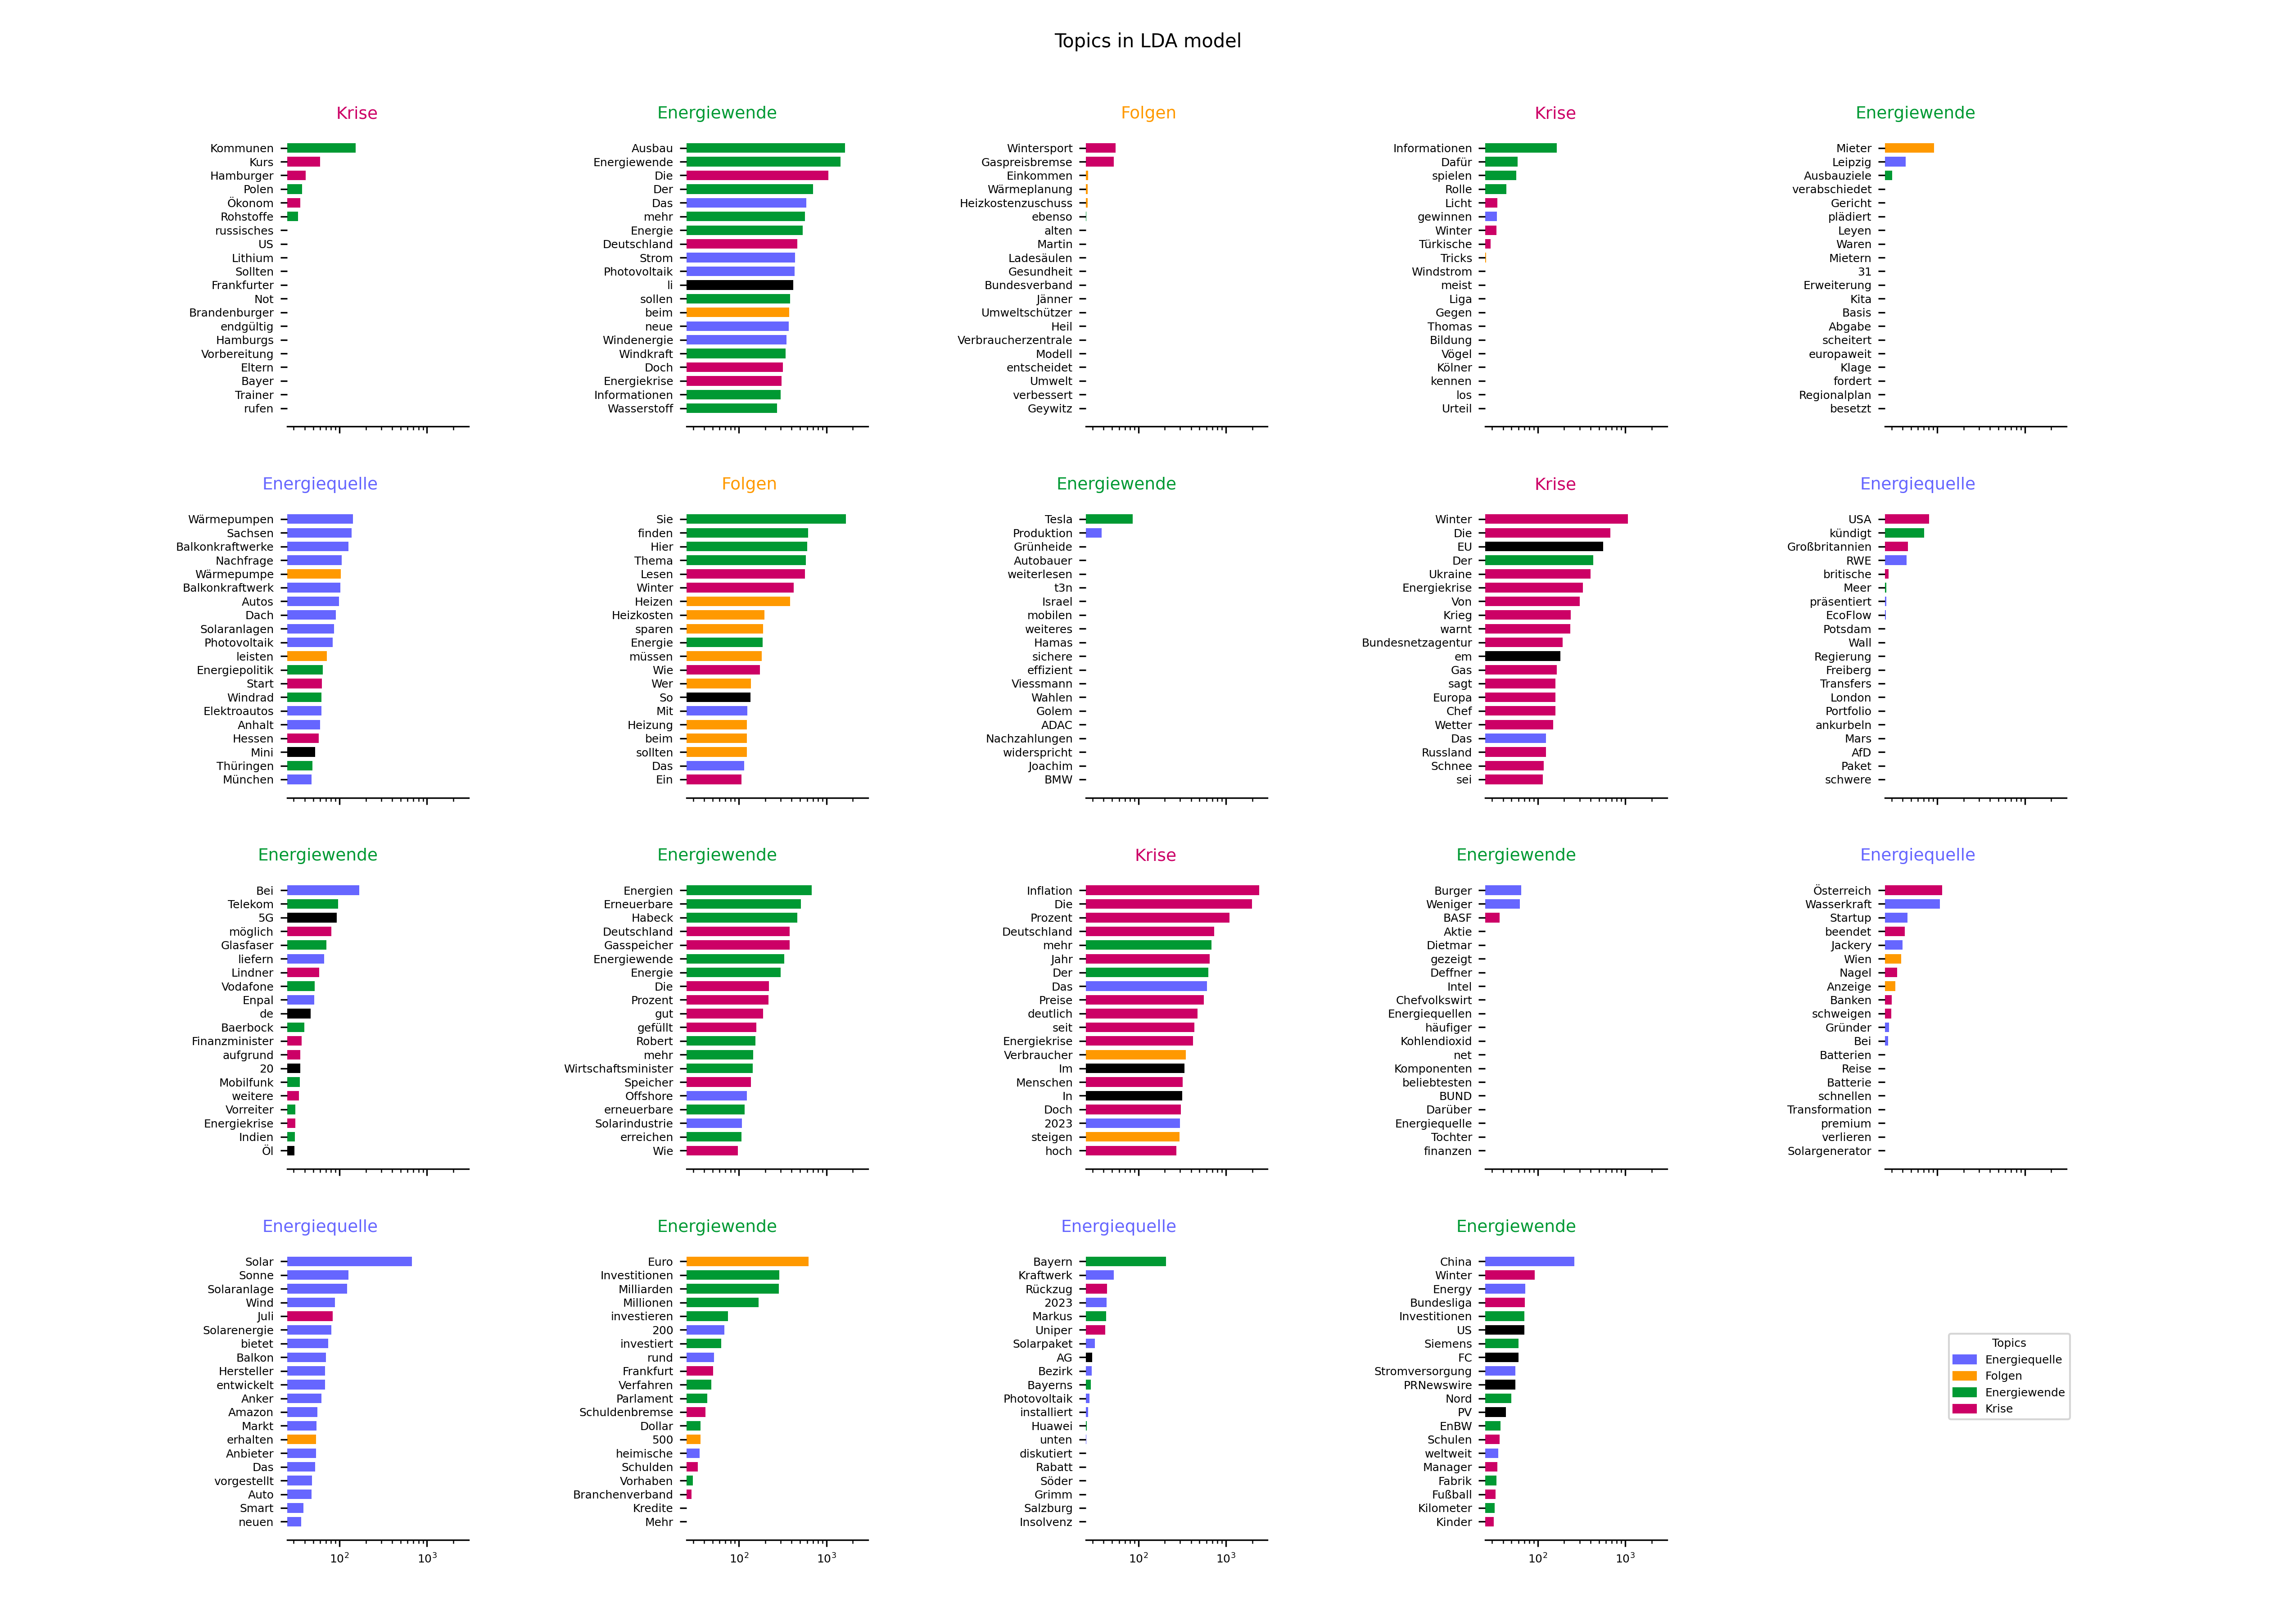 Topics in LDA model
Krise
Kommunen
Kurs
Hamburger
Polen
Ökonom
Rohstoffe
russisches
US
Lithium
Sollten
Frankfurter
Not
Brandenburger
endgültig
Hamburgs
Vorbereitung
Eltern
Bayer
Trainer
rufen
Energiewende
Ausbau
Energiewende
Die
Der
Das
mehr
Energie
Deutschland
Strom
Photovoltaik
li
sollen
beim
neue
Windenergie
Windkraft
Doch
Energiekrise
Informationen
Wasserstoff
Folgen
Wintersport
Gaspreisbremse
Einkommen
Wärmeplanung
Heizkostenzuschuss
ebenso
alten
Martin
Ladesäulen
Gesundheit
Bundesverband
Jänner
Umweltschützer
Heil
Verbraucherzentrale
Modell
entscheidet
Umwelt
verbessert
Geywitz
Krise
Informationen
Dafür
spielen
Rolle
Licht
gewinnen
Winter
Türkische
Tricks
Windstrom
meist
Liga
Gegen
Thomas
Bildung
Vögel
Kölner
kennen
los
Urteil
Energiewende
Mieter
Leipzig
Ausbauziele
verabschiedet
Gericht
plädiert
Leyen
Waren
Mietern
31
Erweiterung
Kita
Basis
Abgabe
scheitert
europaweit
Klage
fordert
Regionalplan
besetzt
Energiequelle
Wärmepumpen
Sachsen
Balkonkraftwerke
Nachfrage
Wärmepumpe
Balkonkraftwerk
Autos
Dach
Solaranlagen
Photovoltaik
leisten
Energiepolitik
Start
Windrad
Elektroautos
Anhalt
Hessen
Mini
Thüringen
München
Folgen
Sie
finden
Hier
Thema
Lesen
Winter
Heizen
Heizkosten
sparen
Energie
müssen
Wie
Wer
So
Mit
Heizung
beim
sollten
Das
Ein
Energiewende
Tesla
Produktion
Grünheide
Autobauer
weiterlesen
t3n
Israel
mobilen
weiteres
Hamas
sichere
effizient
Viessmann
Wahlen
Golem
ADAC
Nachzahlungen
widerspricht
Joachim
BMW
Krise
Winter
Die
EU
Der
Ukraine
Energiekrise
Von
Krieg
warnt
Bundesnetzagentur
em
Gas
sagt
Europa
Chef
Wetter
Das
Russland
Schnee
sei
Energiequelle
USA
kündigt
Großbritannien
RWE
britische
Meer
präsentiert
EcoFlow
Potsdam
Wall
Regierung
Freiberg
Transfers
London
Portfolio
ankurbeln
Mars
AfD
Paket
schwere
Energiewende
Bei
Telekom
5G
möglich
Glasfaser
liefern
Lindner
Vodafone
Enpal
de
Baerbock
Finanzminister
aufgrund
20
Mobilfunk
weitere
Vorreiter
Energiekrise
Indien
Öl
Energiewende
Energien
Erneuerbare
Habeck
Deutschland
Gasspeicher
Energiewende
Energie
Die
Prozent
gut
gefüllt
Robert
mehr
Wirtschaftsminister
Speicher
Offshore
erneuerbare
Solarindustrie
erreichen
Wie
Krise
Inflation
Die
Prozent
Deutschland
mehr
Jahr
Der
Das
Preise
deutlich
seit
Energiekrise
Verbraucher
Im
Menschen
In
Doch
2023
steigen
hoch
Energiewende
Burger
Weniger
BASF
Aktie
Dietmar
gezeigt
Deffner
Intel
Chefvolkswirt
Energiequellen
häufiger
Kohlendioxid
net
Komponenten
beliebtesten
BUND
Darüber
Energiequelle
Tochter
finanzen
Energiequelle
Österreich
Wasserkraft
Startup
beendet
Jackery
Wien
Nagel
Anzeige
Banken
schweigen
Gründer
Bei
Batterien
Reise
Batterie
schnellen
Transformation
premium
verlieren
Solargenerator
Energiequelle
Solar
Sonne
Solaranlage
Wind
Juli
Solarenergie
bietet
Balkon
Hersteller
entwickelt
Anker
Amazon
Markt
erhalten
Anbieter
Das
vorgestellt
Auto
Smart
neuen
10² 10³
Energiewende
Euro
Investitionen
Milliarden
Millionen
investieren
200
investiert
rund
Frankfurt
Verfahren
Parlament
Schuldenbremse
Dollar
500
heimische
Schulden
Vorhaben
Branchenverband
Kredite
Mehr
10² 10³
Energiequelle
Bayern
Kraftwerk
Rückzug
2023
Markus
Uniper
Solarpaket
AG
Bezirk
Bayerns
Photovoltaik
installiert
Huawei
unten
diskutiert
Rabatt
Söder
Grimm
Salzburg
Insolvenz
10² 10³
Energiewende
China
Winter
Energy
Bundesliga
Investitionen
US
Siemens
FC
Stromversorgung
PRNewswire
Nord
PV
EnBW
Schulen
weltweit
Manager
Fabrik
Fußball
Kilometer
Kinder
10² 10³
Topics
Energiequelle
Folgen
Energiewende
Krise